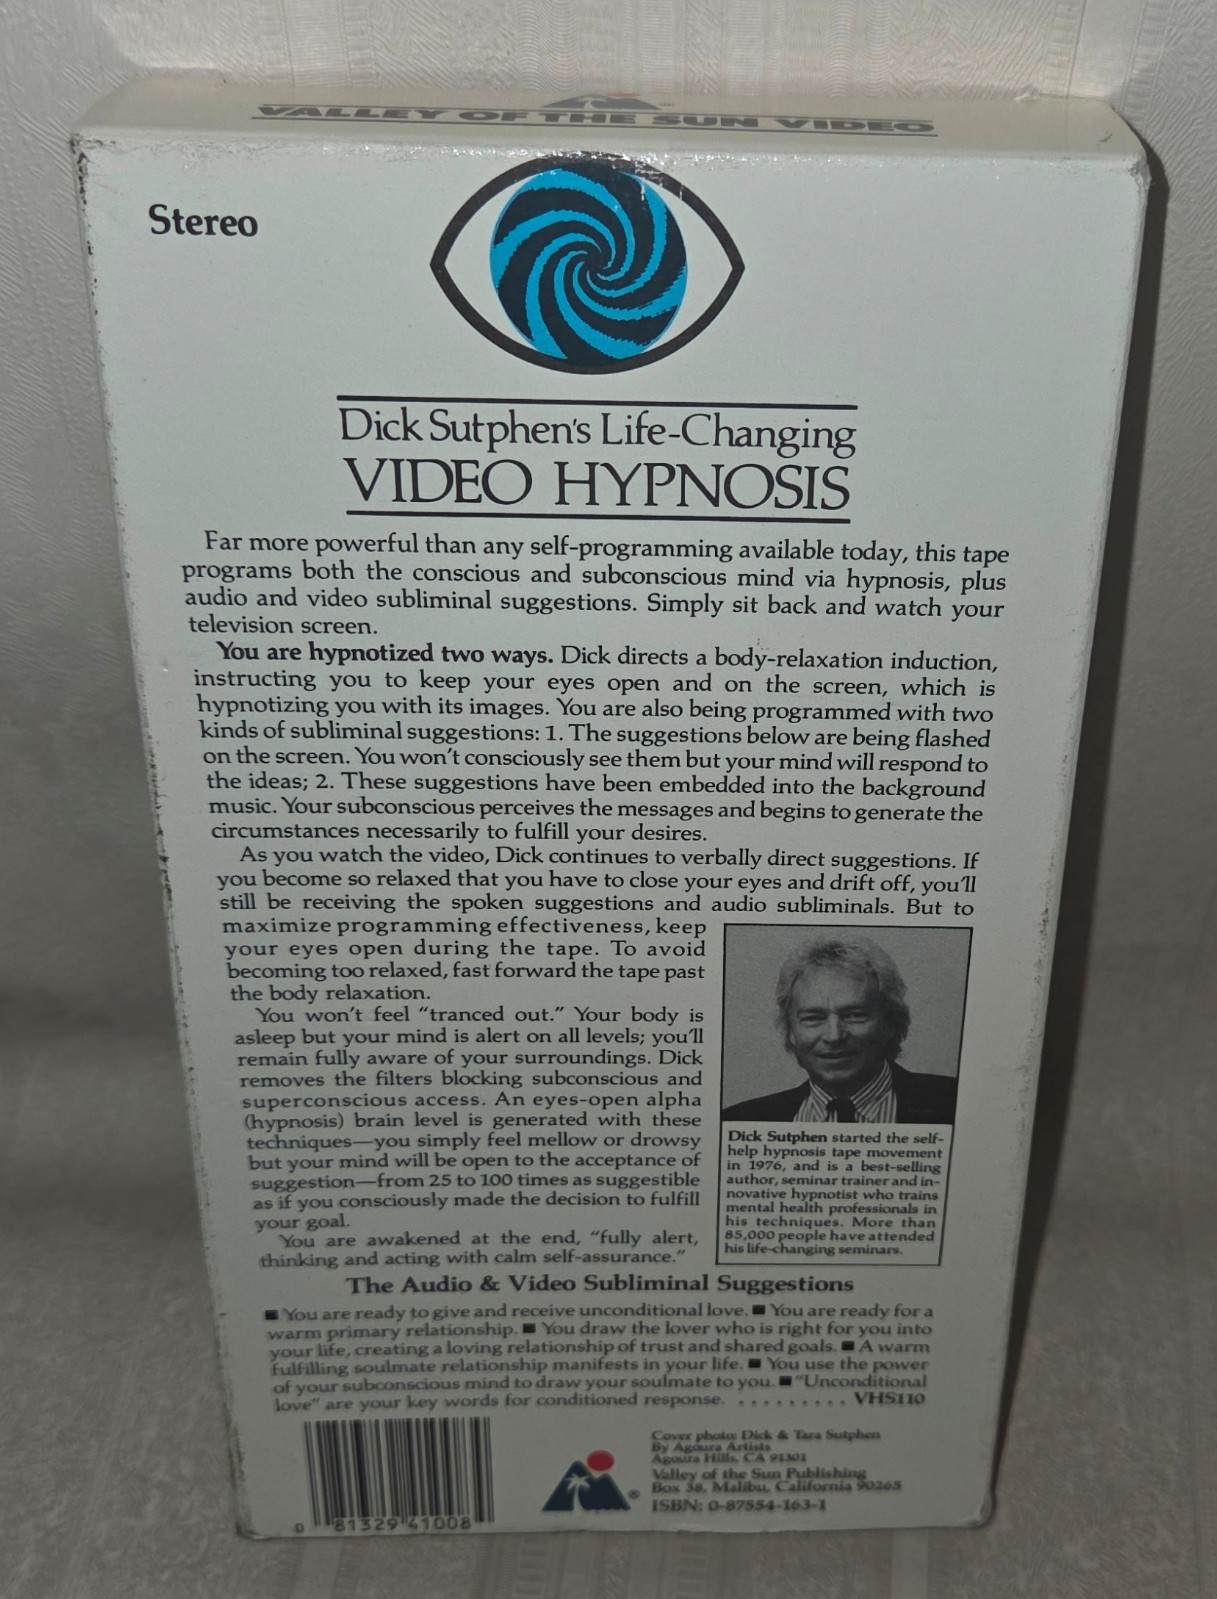 VALLEY OF THE SUN VIDEO
Stereo
Dick Sutphen's Life-Changing
VIDEO HYPNOSIS
Far more powerful than any self-programming available today, this tape
programs both the conscious and subconscious mind via hypnosis, plus
audio and video subliminal suggestions. Simply sit back and watch your
television screen.
You are hypnotized two ways. Dick directs a body-relaxation induction,
instructing you to keep your eyes open and on the screen, which is
hypnotizing you with its images. You are also being programmed with two
kinds of subliminal suggestions: 1. The suggestions below are being flashed
on the screen. You won't consciously see them but your mind will respond to
the ideas; 2. These suggestions have been embedded into the background
music. Your subconscious perceives the messages and begins to generate the
circumstances necessarily to fulfill your desires.
As you watch the video, Dick continues to verbally direct suggestions. If
you become so relaxed that you have to close your eyes and drift off, you'll
still be receiving the spoken suggestions and audio subliminals. But to
maximize programming effectiveness, keep
your eyes open during the tape. To avoid
becoming too relaxed, fast forward the tape past
the body relaxation.
You won't feel "tranced out." Your body is
asleep but your mind is alert on all levels; you'll
remain fully aware of your surroundings. Dick
removes the filters blocking subconscious and
superconscious access. An eyes-open alpha
(hypnosis) brain level is generated with these
techniques—you simply feel mellow or drowsy
but your mind will be open to the acceptance of
suggestion—from 25 to 100 times as suggestible
as if you consciously made the decision to fulfill
your goal.
You are awakened at the end, "fully alert,
thinking and acting with calm self-assurance."
Dick Sutphen started the self-
help hypnosis tape movement
in 1976, and is a best-selling
author, seminar trainer and in-
novative hypnotist who trains
mental health professionals in
his techniques. More than
85,000 people have attended
his life-changing seminars.
The Audio & Video Subliminal Suggestions
■ You are ready to give and receive unconditional love. ■ You are ready for a
warm primary relationship. ■ You draw the lover who is right for you into
your life, creating a loving relationship of trust and shared goals. ■ A warm
fulfilling soulmate relationship manifests in your life. ■ You use the power
of your subconscious mind to draw your soulmate to you. ■ "Unconditional
love" are your key words for conditioned response. . . . . . . . . . VHS110
Cover photo: Dick & Tara Sutphen
By Agoura Artists
Agoura Hills, CA 91301
Valley of the Sun Publishing
Box 38, Malibu, California 90265
ISBN: 0-87554-163-1
0 81329 41008
®